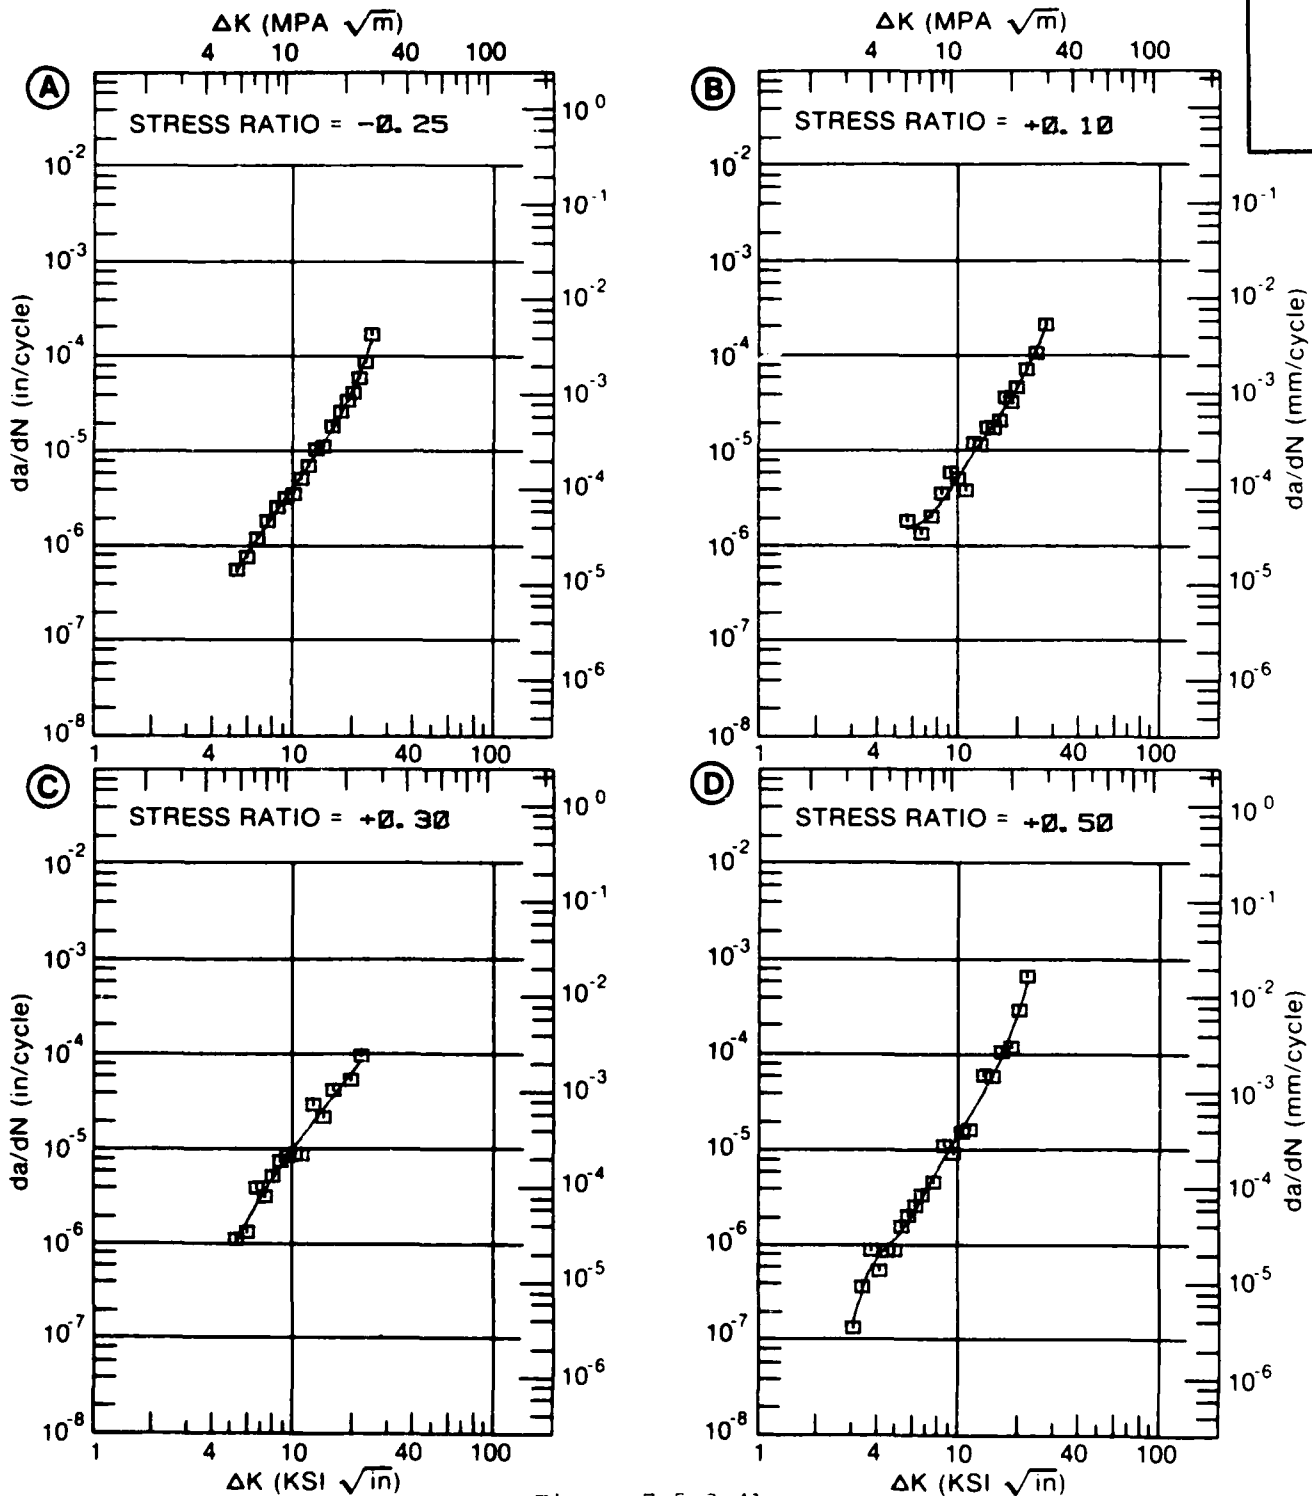 ΔK (MPA √m)
4 10 40 100
A
STRESS RATIO = -0.25
10^0
10^-1
10^-2
10^-3
10^-4
10^-5
10^-6
10^-2
10^-3
10^-4
10^-5
10^-6
10^-7
10^-8
da/dN (in/cycle)
1 4 10 40 100
ΔK (MPA √m)
4 10 40 100
B
STRESS RATIO = +0.10
10^-2
10^-3
10^-4
10^-5
10^-6
10^-7
10^-8
10^-1
10^-2
10^-3
10^-4
10^-5
10^-6
da/dN (mm/cycle)
1 4 10 40 100
C
STRESS RATIO = +0.30
10^0
10^-1
10^-2
10^-3
10^-4
10^-5
10^-6
10^-2
10^-3
10^-4
10^-5
10^-6
10^-7
10^-8
da/dN (in/cycle)
1 4 10 40 100
ΔK (KSI √in)
D
STRESS RATIO = +0.50
10^-2
10^-3
10^-4
10^-5
10^-6
10^-7
10^-8
10^0
10^-1
10^-2
10^-3
10^-4
10^-5
10^-6
da/dN (mm/cycle)
1 4 10 40 100
ΔK (KSI √in)